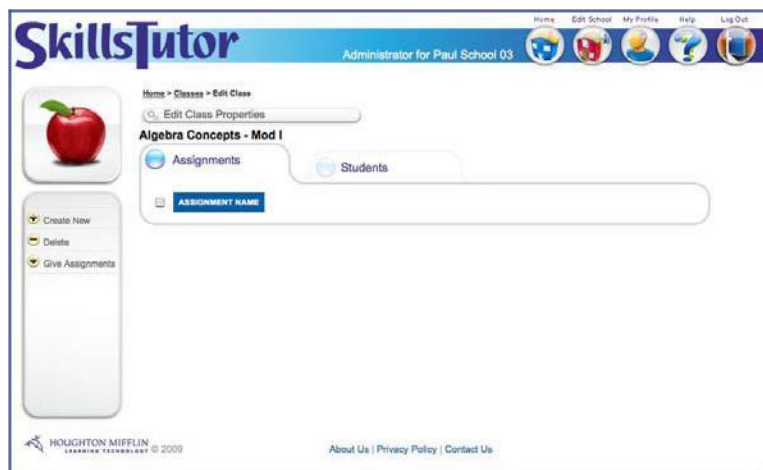 Home Edit School My Profile Help Log Out
SkillsTutor
Administrator for Paul School 03
Home > Classes > Edit Class
Edit Class Properties
Algebra Concepts - Mod I
Assignments
Students
ASSIGNMENT NAME
Create New
Delete
Give Assignments
HOUGHTON MIFFLIN
LEARNING TECHNOLOGY © 2009
About Us | Privacy Policy | Contact Us